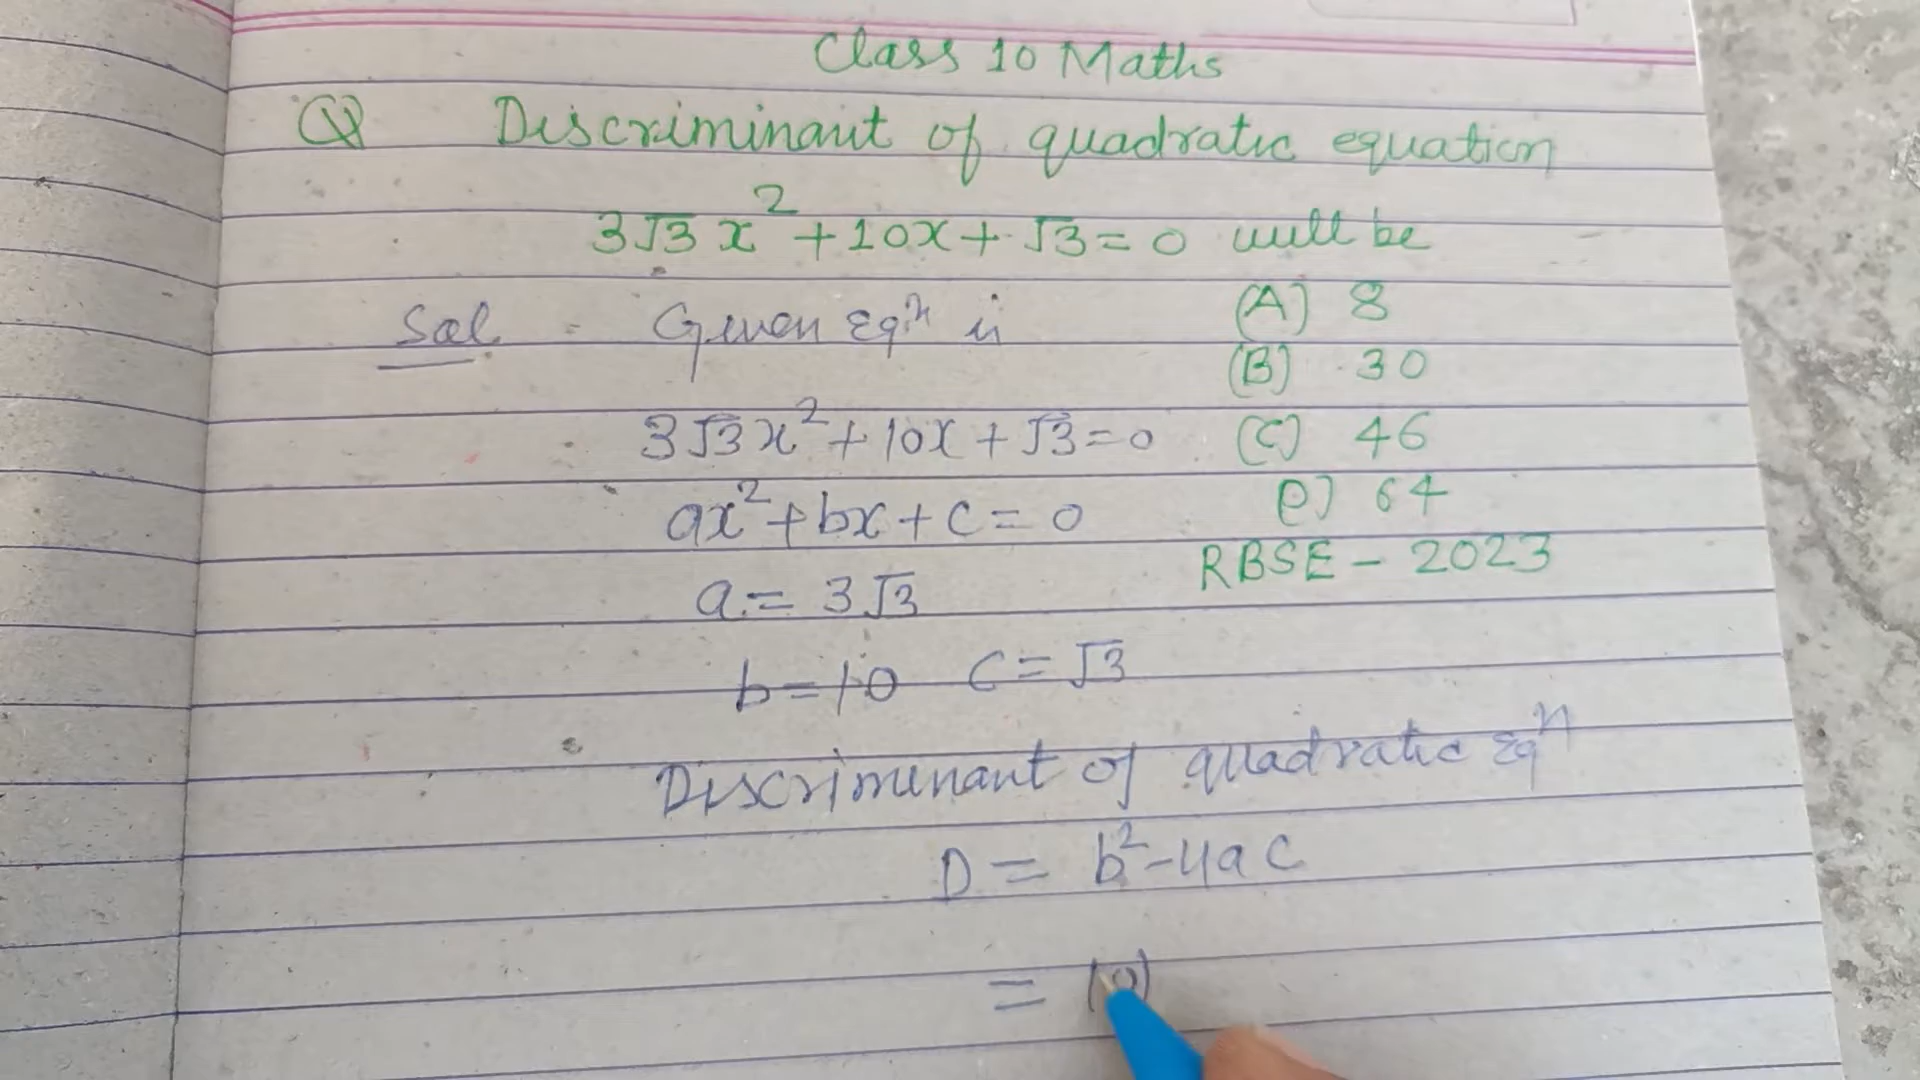 Class 10 Maths
Q Discriminant of quadratic equation
3√3 x² + 10x + √3 = 0 will be
(A) 8
Sol - Given Eqⁿ is
(B) 30
3√3x² + 10x + √3 = 0
(C) 46
ax² + bx + c = 0
D) 64
RBSE - 2023
a = 3√3
b = 10 c = √3
Discriminant of quadratic Eqⁿ
D = b² - 4ac
= (10)